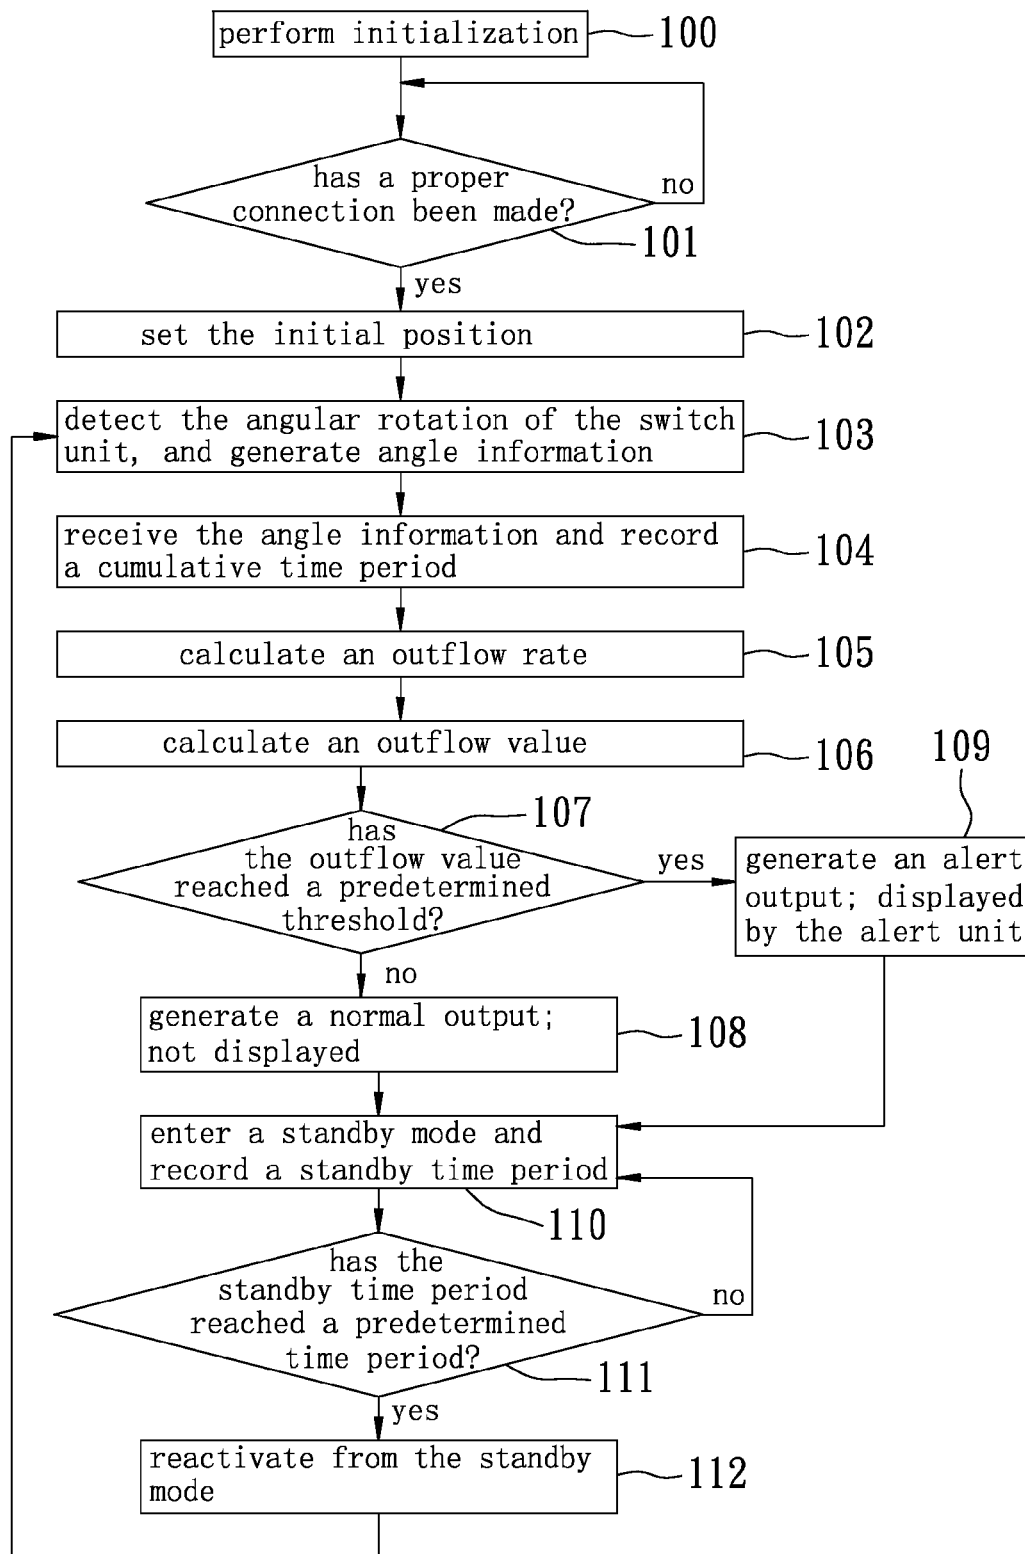 perform initialization
100
has a proper
connection been made?
no
101
yes
set the initial position
102
detect the angular rotation of the switch
unit, and generate angle information
103
receive the angle information and record
a cumulative time period
104
calculate an outflow rate
105
calculate an outflow value
106
107
has
the outflow value
reached a predetermined
threshold?
yes
109
generate an alert
output; displayed
by the alert unit
no
generate a normal output;
not displayed
108
enter a standby mode and
record a standby time period
110
has the
standby time period
reached a predetermined
time period?
no
111
yes
reactivate from the standby
mode
112